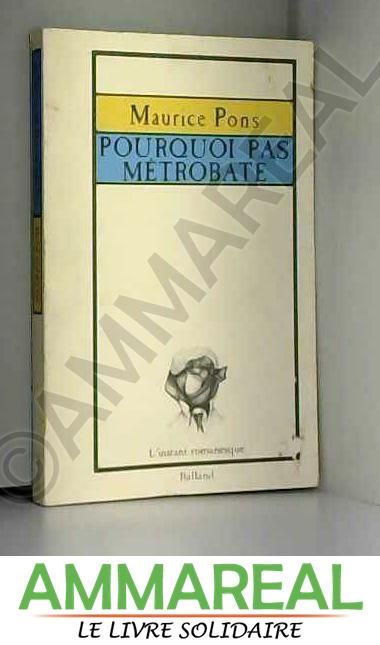 Maurice Pons
POURQUOI PAS
MÉTROBATE
L'instant romanesque
Balland
©AMMAREAL
AMMAREAL
LE LIVRE SOLIDAIRE